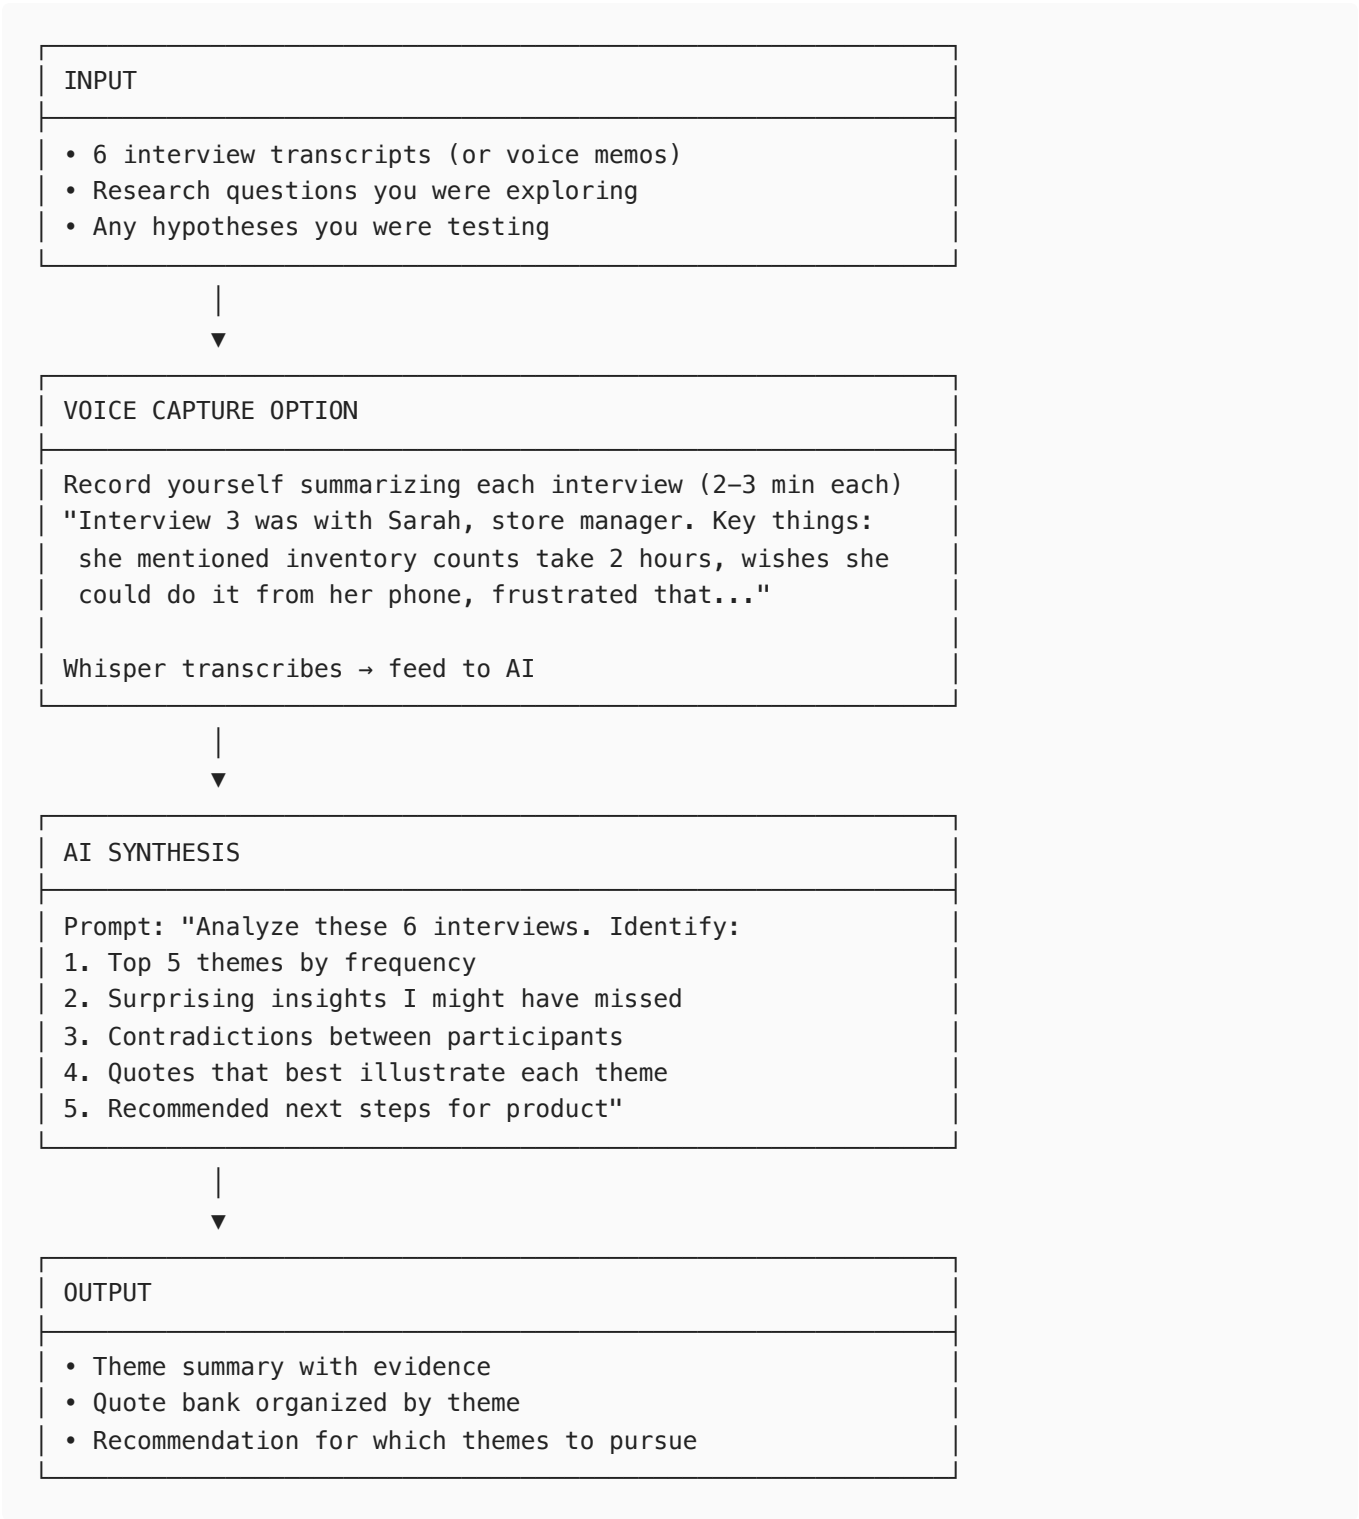 INPUT
• 6 interview transcripts (or voice memos)
• Research questions you were exploring
• Any hypotheses you were testing
▼
VOICE CAPTURE OPTION
Record yourself summarizing each interview (2–3 min each)
"Interview 3 was with Sarah, store manager. Key things:
she mentioned inventory counts take 2 hours, wishes she
could do it from her phone, frustrated that..."
Whisper transcribes → feed to AI
▼
AI SYNTHESIS
Prompt: "Analyze these 6 interviews. Identify:
1. Top 5 themes by frequency
2. Surprising insights I might have missed
3. Contradictions between participants
4. Quotes that best illustrate each theme
5. Recommended next steps for product"
▼
OUTPUT
• Theme summary with evidence
• Quote bank organized by theme
• Recommendation for which themes to pursue